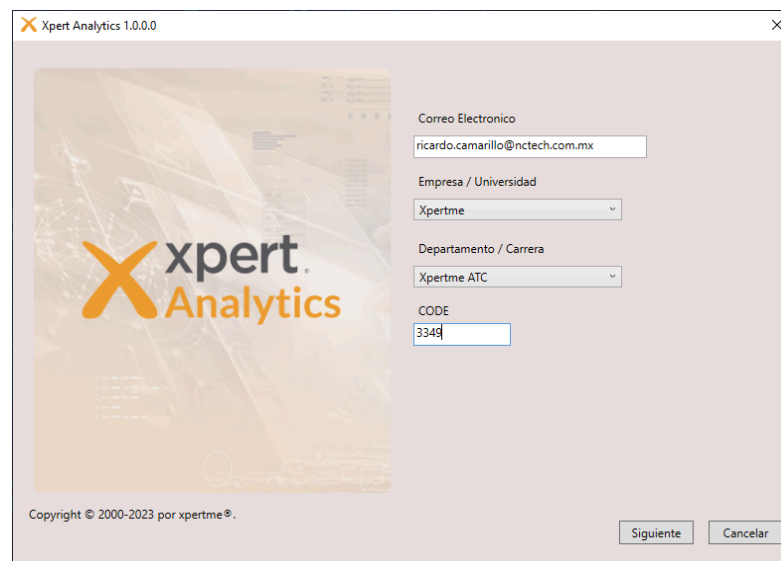 Xpert Analytics 1.0.0.0
xpert®
Analytics
Correo Electronico
ricardo.camarillo@nctech.com.mx
Empresa / Universidad
Xpertme
Departamento / Carrera
Xpertme ATC
CODE
3349
Copyright © 2000-2023 por xpertme®.
Siguiente
Cancelar